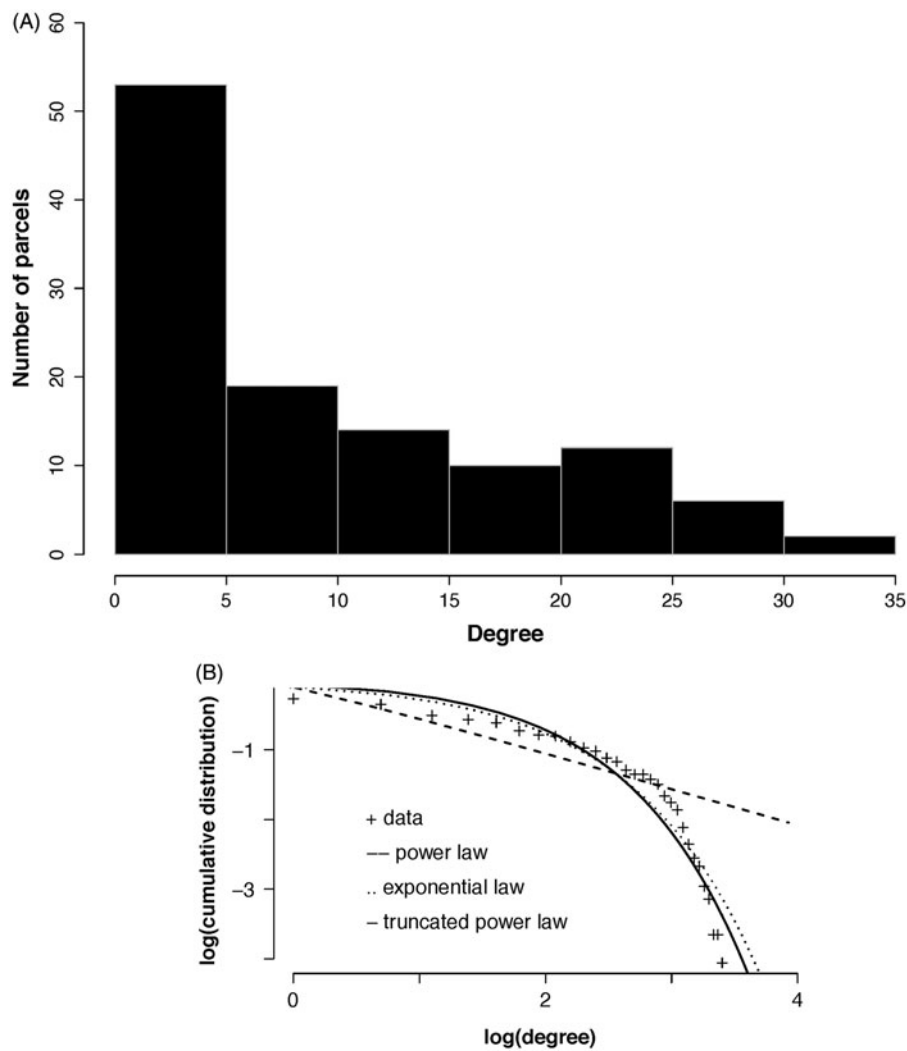 (A)
Number of parcels
60
50
40
30
20
10
0
0 5 10 15 20 25 30 35
Degree
(B)
log(cumulative distribution)
−1
−3
+ data
−− power law
·· exponential law
– truncated power law
0 2 4
log(degree)